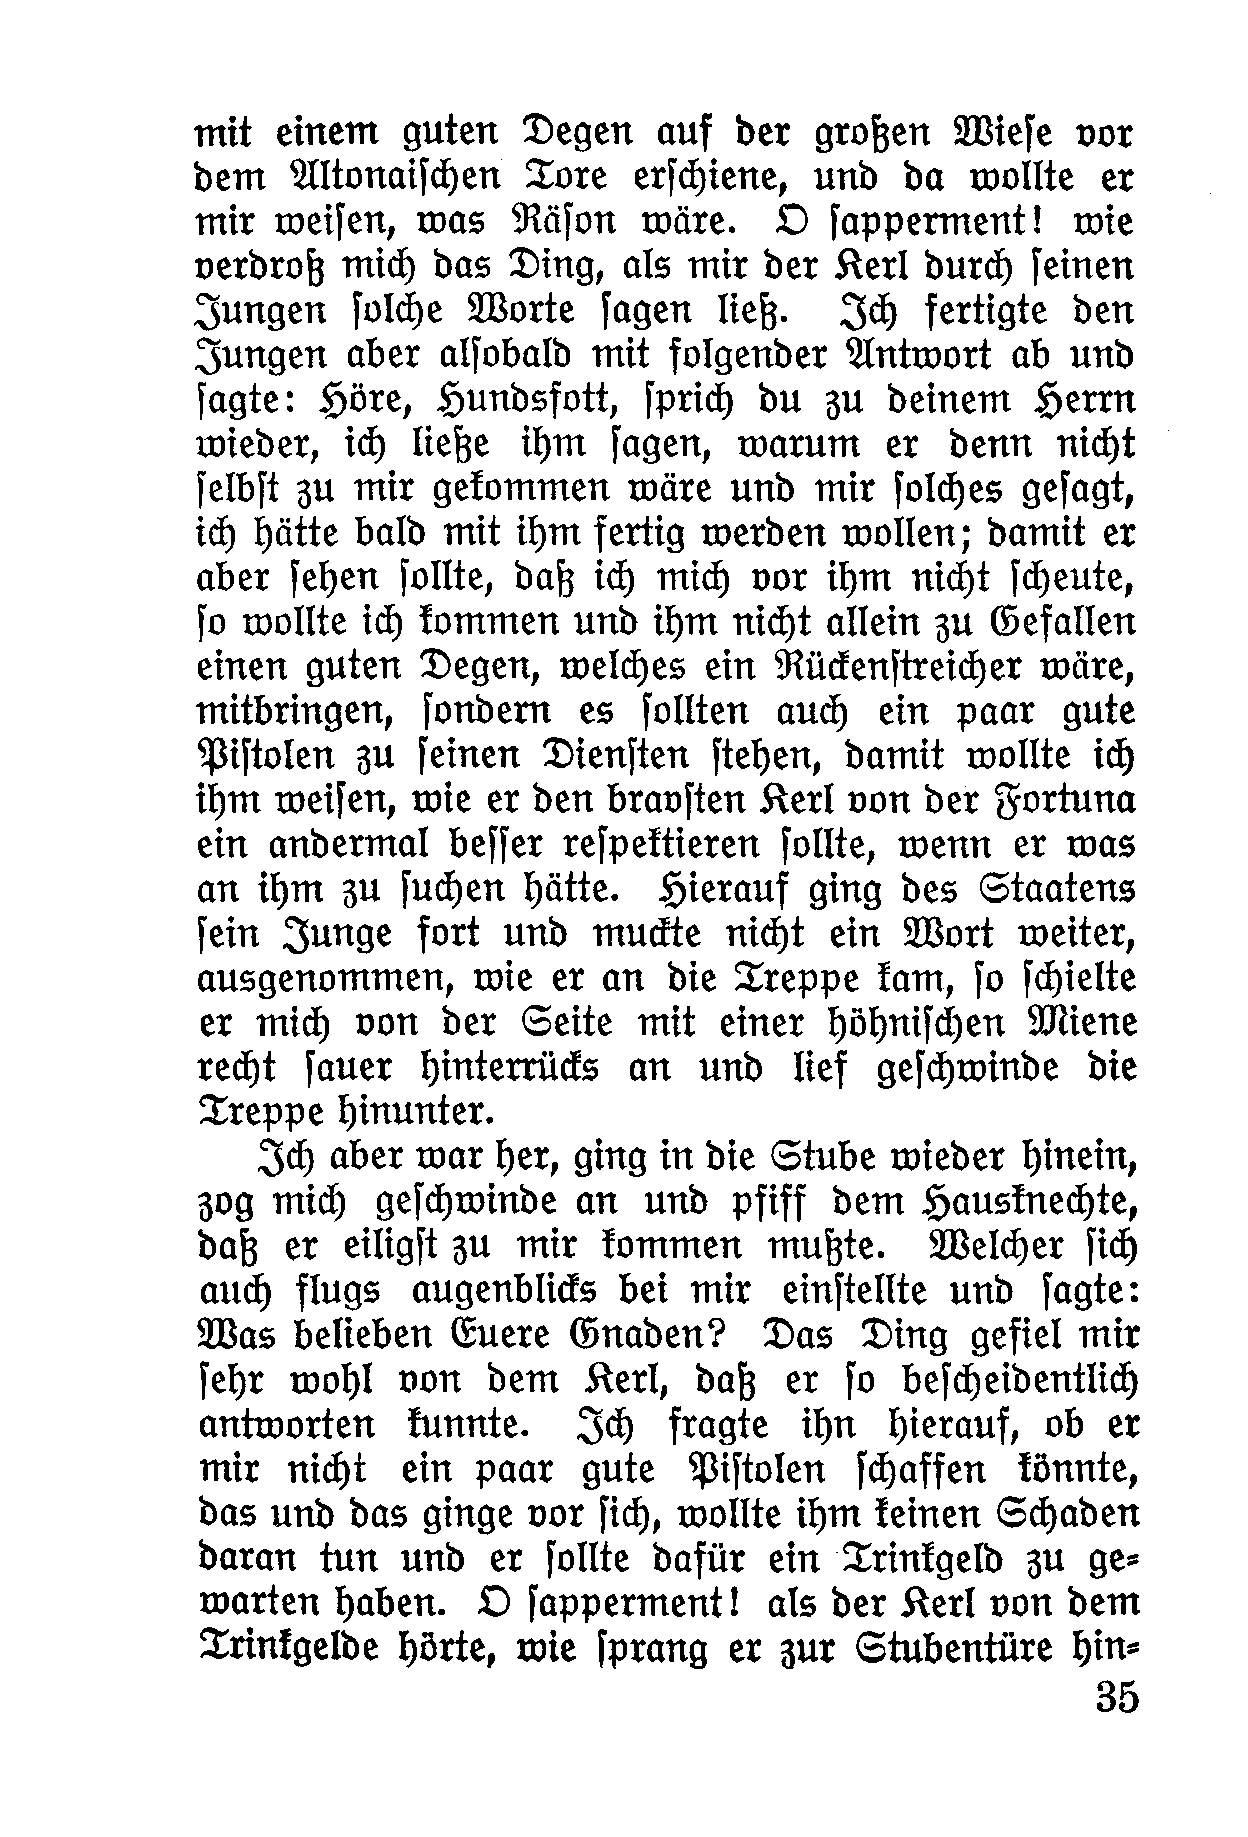 mit einem guten Degen auf der großen Wieſe vor
dem Altonaiſchen Tore erſchiene, und da wollte er
mir weiſen, was Räſon wäre. O ſapperment! wie
verdroß mich das Ding, als mir der Kerl durch ſeinen
Jungen ſolche Worte ſagen ließ. Ich fertigte den
Jungen aber alſobald mit folgender Antwort ab und
ſagte: Höre, Hundsfott, ſprich du zu deinem Herrn
wieder, ich ließe ihm ſagen, warum er denn nicht
ſelbſt zu mir gekommen wäre und mir ſolches geſagt,
ich hätte bald mit ihm fertig werden wollen; damit er
aber ſehen ſollte, daß ich mich vor ihm nicht ſcheute,
ſo wollte ich kommen und ihm nicht allein zu Gefallen
einen guten Degen, welches ein Rückenſtreicher wäre,
mitbringen, ſondern es ſollten auch ein paar gute
Piſtolen zu ſeinen Dienſten ſtehen, damit wollte ich
ihm weiſen, wie er den bravſten Kerl von der Fortuna
ein andermal beſſer reſpektieren ſollte, wenn er was
an ihm zu ſuchen hätte. Hierauf ging des Staatens
ſein Junge fort und muckte nicht ein Wort weiter,
ausgenommen, wie er an die Treppe kam, ſo ſchielte
er mich von der Seite mit einer höhniſchen Miene
recht ſauer hinterrücks an und lief geſchwinde die
Treppe hinunter.
Ich aber war her, ging in die Stube wieder hinein,
zog mich geſchwinde an und pfiff dem Hausknechte,
daß er eiligſt zu mir kommen mußte. Welcher ſich
auch flugs augenblicks bei mir einſtellte und ſagte:
Was belieben Euere Gnaden? Das Ding gefiel mir
ſehr wohl von dem Kerl, daß er ſo beſcheidentlich
antworten kunnte. Ich fragte ihn hierauf, ob er
mir nicht ein paar gute Piſtolen ſchaffen könnte,
das und das ginge vor ſich, wollte ihm keinen Schaden
daran tun und er ſollte dafür ein Trinkgeld zu ge⸗
warten haben. O ſapperment! als der Kerl von dem
Trinkgelde hörte, wie ſprang er zur Stubentüre hin⸗
35